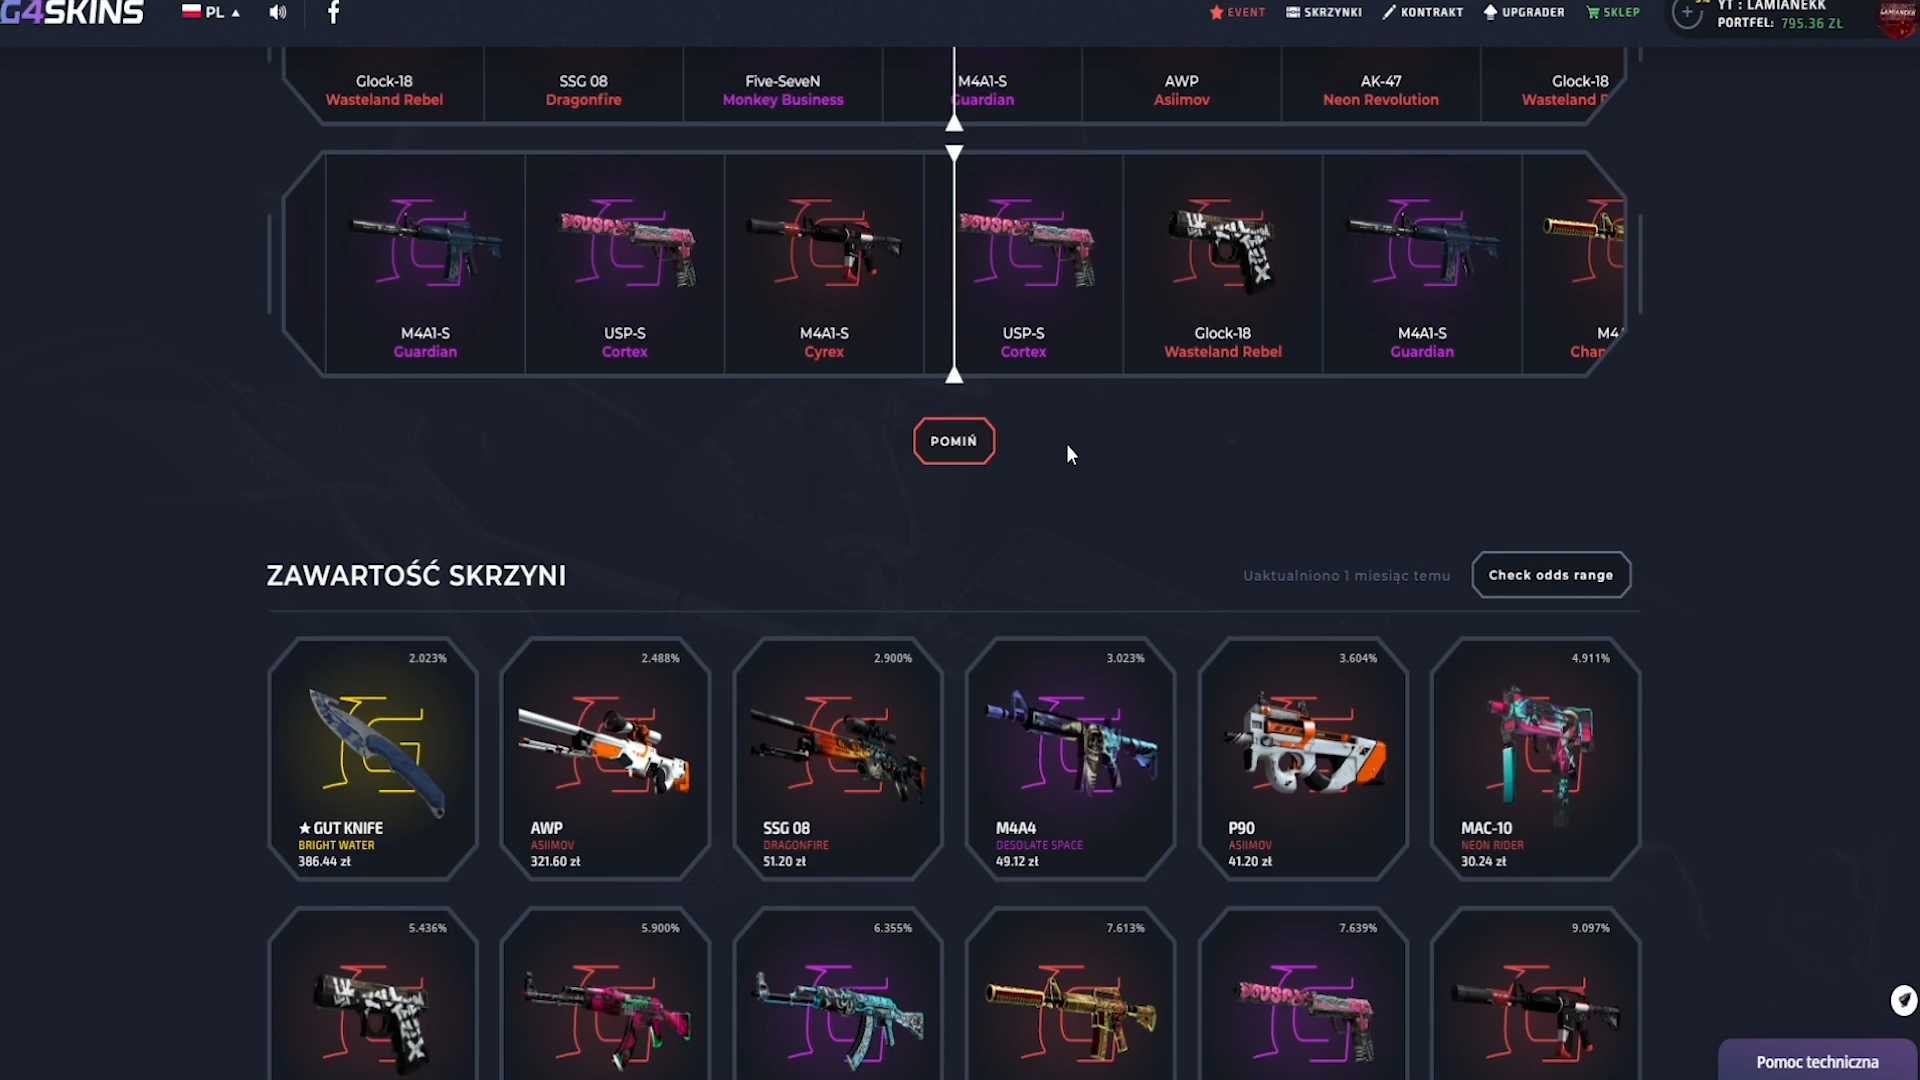 G4SKINS
PL
EVENT
SKRZYNKI
KONTRAKT
UPGRADER
SKLEP
YT : LAMIANEKK
PORTFEL: 795.36 ZŁ
Glock-18
Wasteland Rebel
SSG 08
Dragonfire
Five-SeveN
Monkey Business
M4A1-S
Guardian
AWP
Asiimov
AK-47
Neon Revolution
Glock-18
Wasteland R
M4A1-S
Guardian
USP-S
Cortex
M4A1-S
Cyrex
USP-S
Cortex
Glock-18
Wasteland Rebel
M4A1-S
Guardian
M4
Chan
POMIŃ
ZAWARTOŚĆ SKRZYNI
Uaktualniono 1 miesiąc temu
Check odds range
2.023%
★ GUT KNIFE
BRIGHT WATER
386.44 zł
2.488%
AWP
ASIIMOV
321.60 zł
2.900%
SSG 08
DRAGONFIRE
51.20 zł
3.023%
M4A4
DESOLATE SPACE
49.12 zł
3.604%
P90
ASIIMOV
41.20 zł
4.911%
MAC-10
NEON RIDER
30.24 zł
5.436%
5.900%
6.355%
7.613%
7.639%
9.097%
Pomoc techniczna